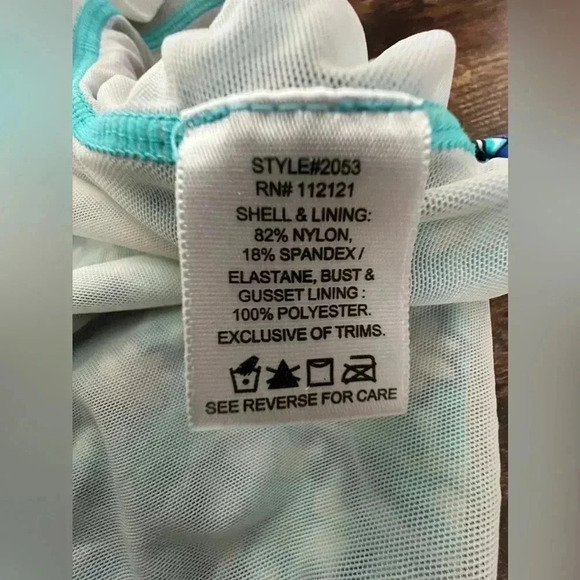 STYLE#2053
RN# 112121
SHELL & LINING:
82% NYLON,
18% SPANDEX /
ELASTANE, BUST &
GUSSET LINING :
100% POLYESTER.
EXCLUSIVE OF TRIMS.
SEE REVERSE FOR CARE